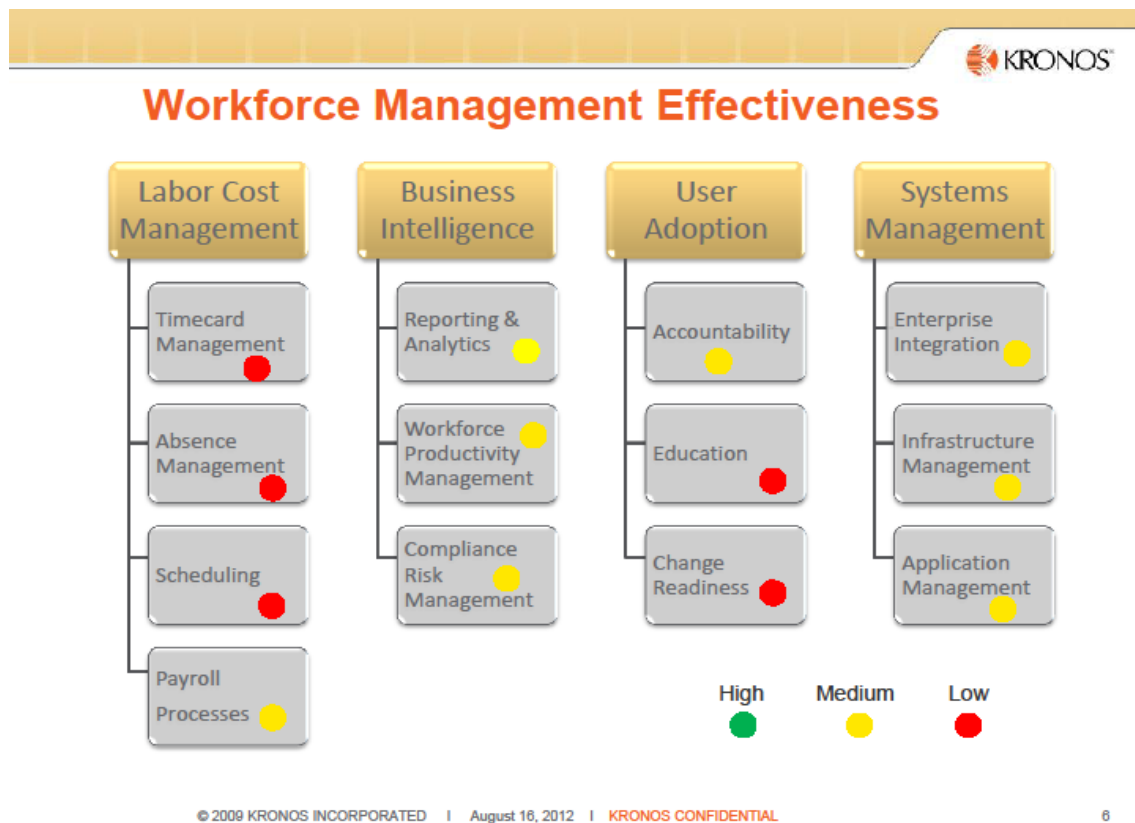 KRONOS
Workforce Management Effectiveness
Labor Cost
Management
Timecard
Management
Absence
Management
Scheduling
Payroll
Processes
Business
Intelligence
Reporting &
Analytics
Workforce
Productivity
Management
Compliance
Risk
Management
User
Adoption
Accountability
Education
Change
Readiness
Systems
Management
Enterprise
Integration
Infrastructure
Management
Application
Management
High Medium Low
© 2009 KRONOS INCORPORATED I August 16, 2012 I KRONOS CONFIDENTIAL 6